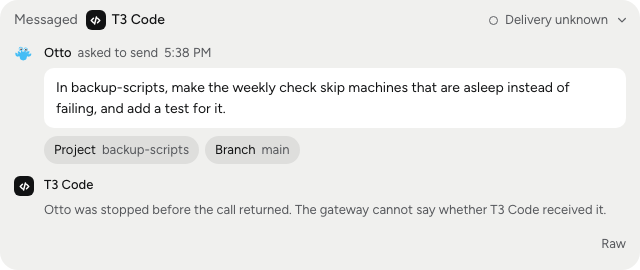 Messaged T3 Code Delivery unknown
Otto asked to send 5:38 PM
In backup-scripts, make the weekly check skip machines that are asleep instead of
failing, and add a test for it.
Project backup-scripts Branch main
T3 Code
Otto was stopped before the call returned. The gateway cannot say whether T3 Code received it.
Raw